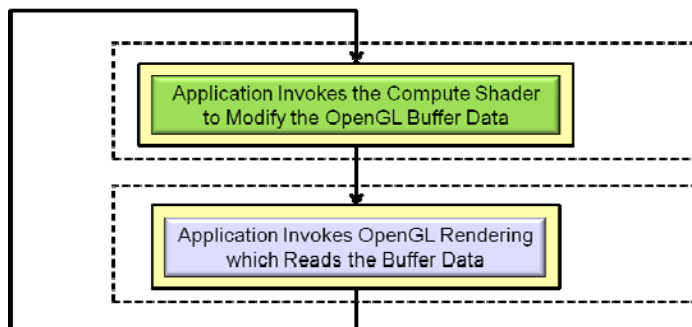 Application Invokes the Compute Shader
to Modify the OpenGL Buffer Data
Application Invokes OpenGL Rendering
which Reads the Buffer Data